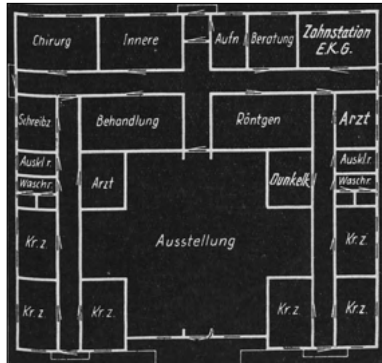 Chirurg
Innere
Aufn
Beratung
Zahnstation
E.K.G.
Schreibz
Behandlung
Röntgen
Arzt
Auskl r.
Auskl r.
Waschr.
Arzt
Dunkelk
Waschr.
Ausstellung
Kr. z.
Kr. z.
Kr. z.
Kr. z.
Kr. z.
Kr. z.